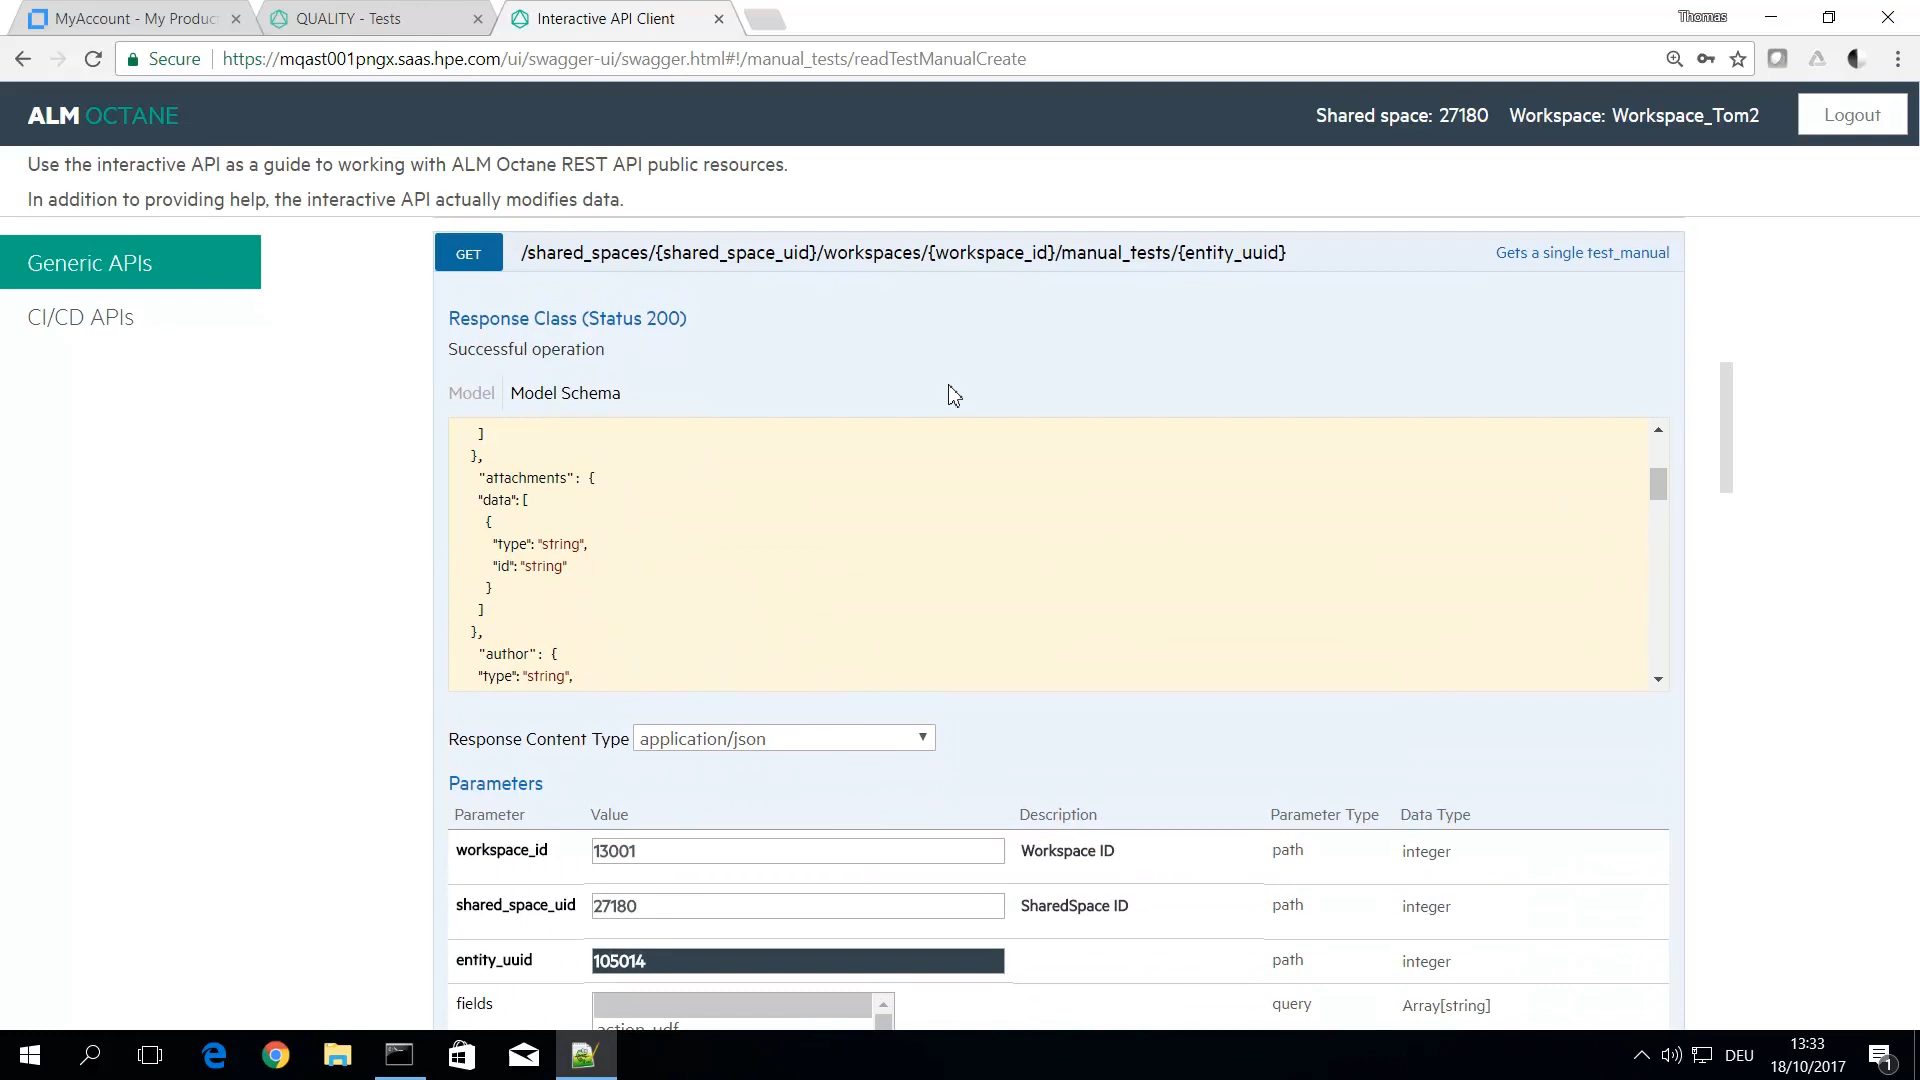 MyAccount - My Produc
QUALITY - Tests
Interactive API Client
Thomas
Secure
https://mqast001pngx.saas.hpe.com/ui/swagger-ui/swagger.html#!/manual_tests/readTestManualCreate
ALM OCTANE
Shared space: 27180 Workspace: Workspace_Tom2
Logout
Use the interactive API as a guide to working with ALM Octane REST API public resources.
In addition to providing help, the interactive API actually modifies data.
Generic APIs
CI/CD APIs
GET /shared_spaces/{shared_space_uid}/workspaces/{workspace_id}/manual_tests/{entity_uuid} Gets a single test_manual
Response Class (Status 200)
Successful operation
Model Model Schema
]
},
"attachments": {
"data": [
{
"type": "string",
"id": "string"
}
]
},
"author": {
"type": "string",
Response Content Type application/json
Parameters
Parameter Value Description Parameter Type Data Type
workspace_id 13001 Workspace ID path integer
shared_space_uid 27180 SharedSpace ID path integer
entity_uuid 105014 path integer
fields query Array[string]
action_udf
DEU
13:33
18/10/2017
1